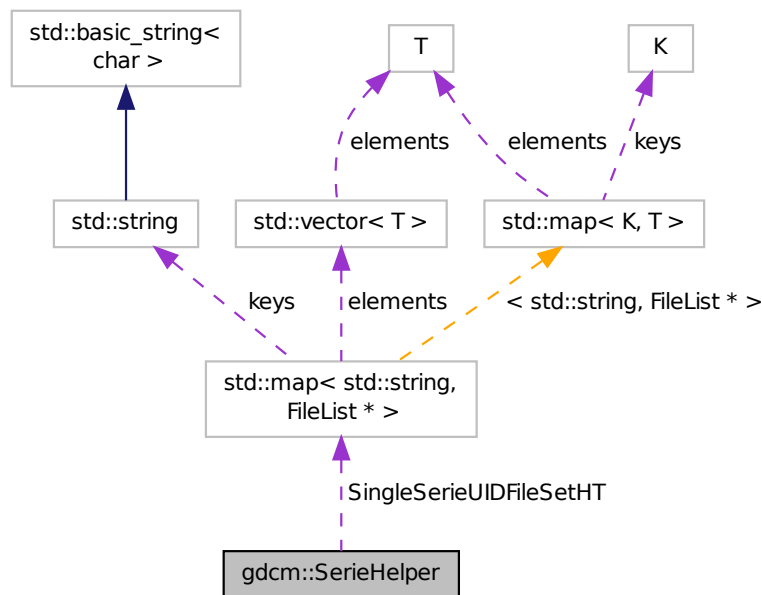 std::basic_string<
char >
T
K
elements
elements
keys
std::string
std::vector< T >
std::map< K, T >
keys
elements
< std::string, FileList * >
std::map< std::string,
FileList * >
SingleSerieUIDFileSetHT
gdcm::SerieHelper